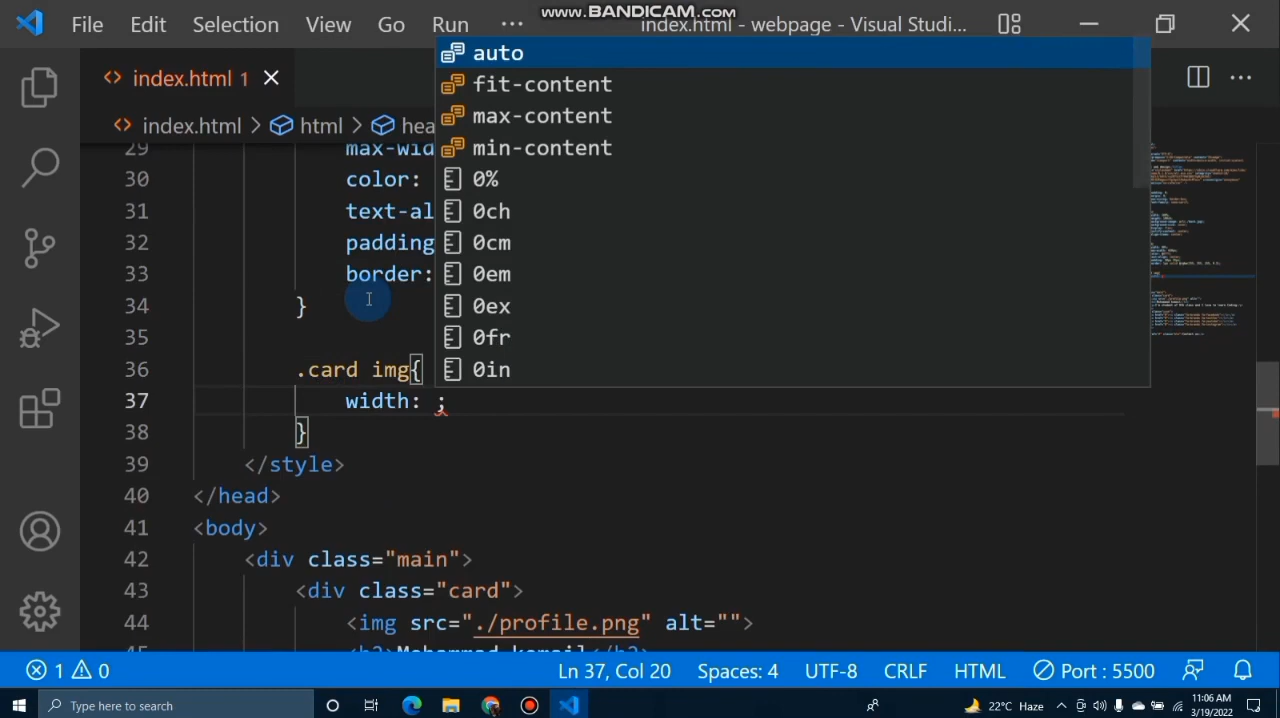 www.BANDICAM.com
File Edit Selection View Go Run ... index.html - webpage - Visual Studi...
index.html 1
index.html > html > hea
auto
fit-content
max-content
min-content
0%
0ch
0cm
0em
0ex
0fr
0in
29 max-wid
30 color:
31 text-al
32 padding
33 border:
34 }
35
36 .card img{
37 width: ;
38 }
39 </style>
40 </head>
41 <body>
42 <div class="main">
43 <div class="card">
44 <img src="./profile.png" alt="">
45 <h2>Mohammad komail</h2>
1 0 Ln 37, Col 20 Spaces: 4 UTF-8 CRLF HTML Port : 5500
Type here to search 22°C Haze 11:06 AM
3/19/2022